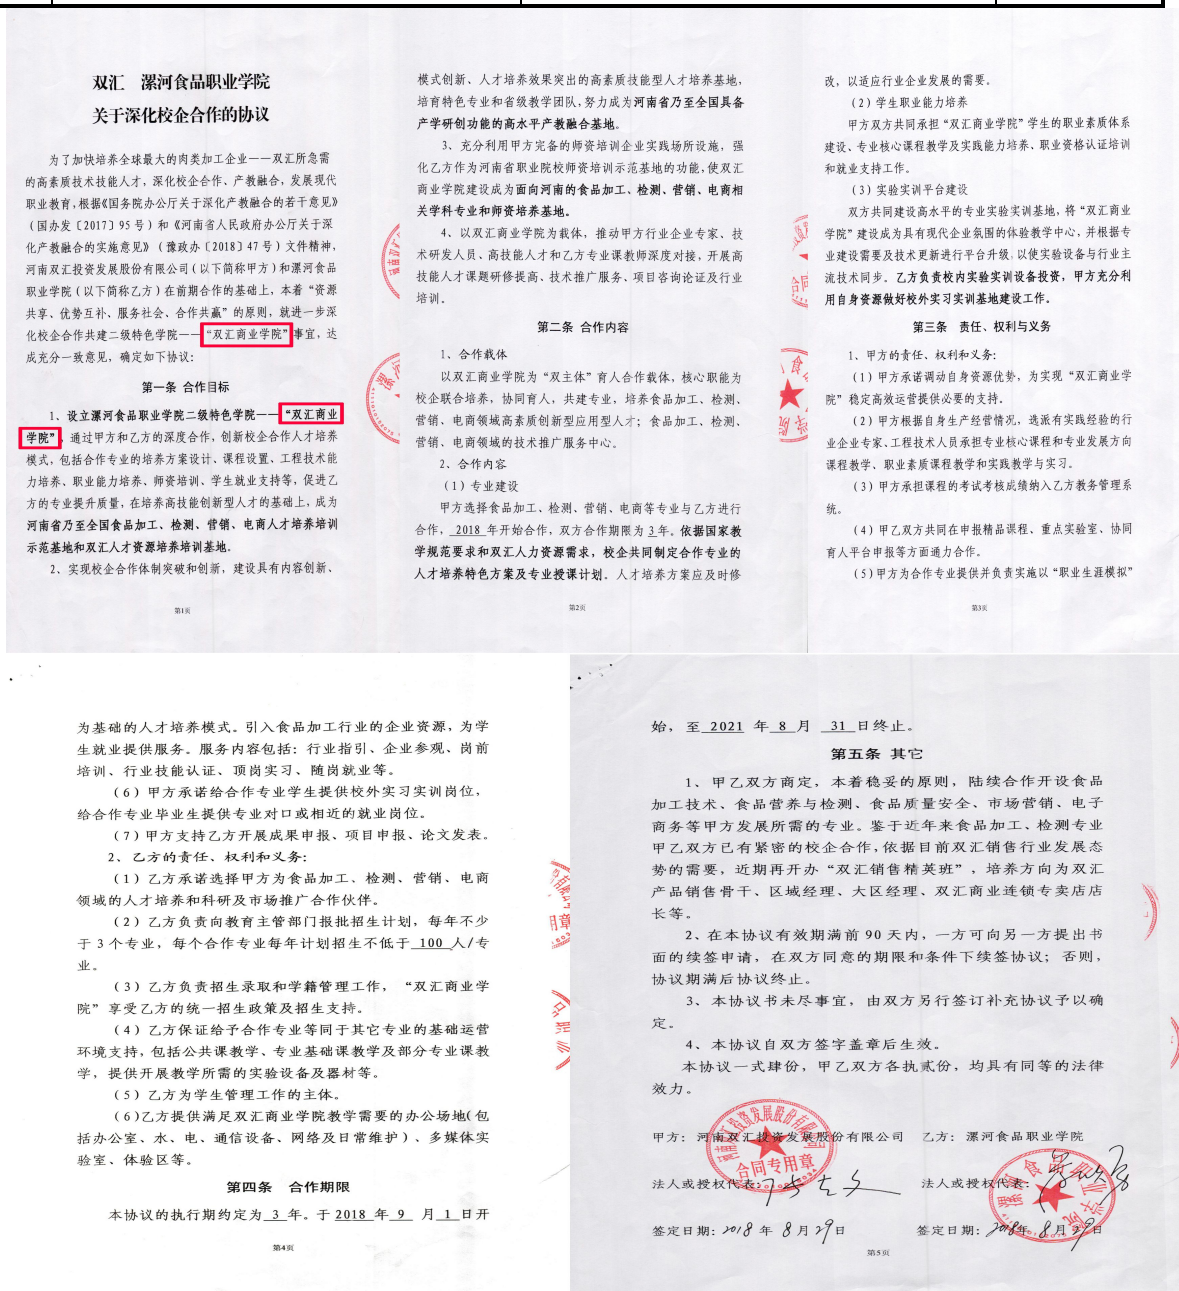 双汇 漯河食品职业学院
关于深化校企合作的协议
为了加快培养全球最大的肉类加工企业——双汇所急需
的高素质技术技能人才，深化校企合作、产教融合，发展现代
职业教育，根据《国务院办公厅关于深化产教融合的若干意见》
（国办发〔2017〕95号）和《河南省人民政府办公厅关于深
化产教融合的实施意见》（豫政办〔2018〕47号）文件精神，
河南双汇投资发展股份有限公司（以下简称甲方）和漯河食品
职业学院（以下简称乙方）在前期合作的基础上，本着“资源
共享、优势互补、服务社会、合作共赢”的原则，就进一步深
化校企合作共建二级特色学院——“双汇商业学院”事宜，达
成充分一致意见，确定如下协议：
第一条 合作目标
1、设立漯河食品职业学院二级特色学院——“双汇商业
学院”，通过甲方和乙方的深度合作，创新校企合作人才培养
模式，包括合作专业的培养方案设计、课程设置、工程技术能
力培养、职业能力培养、师资培训、学生就业支持等，促进乙
方的专业提升质量，在培养高技能创新型人才的基础上，成为
河南省乃至全国食品加工、检测、营销、电商人才培养培训
示范基地和双汇人才资源培养培训基地。
2、实现校企合作体制突破和创新，建设具有内容创新、
第1页
模式创新、人才培养效果突出的高素质技能型人才培养基地，
培育特色专业和省级教学团队，努力成为河南省乃至全国具备
产学研创功能的高水平产教融合基地。
3、充分利用甲方完备的师资培训企业实践场所设施，强
化乙方作为河南省职业院校师资培训示范基地的功能，使双汇
商业学院建设成为面向河南的食品加工、检测、营销、电商相
关学科专业和师资培养基地。
4、以双汇商业学院为载体，推动甲方行业企业专家、技
术研发人员、高技能人才和乙方专业课教师深度对接，开展高
技能人才课题研修提高、技术推广服务、项目咨询论证及行业
培训。
第二条 合作内容
1、合作载体
以双汇商业学院为“双主体”育人合作载体，核心职能为
校企联合培养，协同育人，共建专业，培养食品加工、检测、
营销、电商领域高素质创新型应用型人才；食品加工、检测、
营销、电商领域的技术推广服务中心。
2、合作内容
（1）专业建设
甲方选择食品加工、检测、营销、电商等专业与乙方进行
合作，2018年开始合作，双方合作期限为3年。依据国家教
学规范要求和双汇人力资源需求，校企共同制定合作专业的
人才培养特色方案及专业授课计划。人才培养方案应及时修
第2页
改，以适应行业企业发展的需要。
（2）学生职业能力培养
甲方双方共同承担“双汇商业学院”学生的职业素质体系
建设、专业核心课程教学及实践能力培养、职业资格认证培训
和就业支持工作。
（3）实验实训平台建设
双方共同建设高水平的专业实验实训基地，将“双汇商业
学院”建设成为具有现代企业氛围的体验教学中心，并根据专
业建设需要及技术更新进行平台升级，以使实验设备与行业主
流技术同步。乙方负责校内实验实训设备投资，甲方充分利
用自身资源做好校外实习实训基地建设工作。
第三条 责任、权利与义务
1、甲方的责任、权利和义务：
（1）甲方承诺调动自身资源优势，为实现“双汇商业学
院”稳定高效运营提供必要的支持。
（2）甲方根据自身生产经营情况，选派有实践经验的行
业企业专家、工程技术人员承担专业核心课程和专业发展方向
课程教学、职业素质课程教学和实践教学与实习。
（3）甲方承担课程的考试考核成绩纳入乙方教务管理系
统。
（4）甲乙双方共同在申报精品课程、重点实验室、协同
育人平台申报等方面通力合作。
（5）甲方为合作专业提供并负责实施以“职业生涯模拟”
第3页
为基础的人才培养模式。引入食品加工行业的企业资源，为学
生就业提供服务。服务内容包括：行业指引、企业参观、岗前
培训、行业技能认证、顶岗实习、随岗就业等。
（6）甲方承诺给合作专业学生提供校外实习实训岗位，
给合作专业毕业生提供专业对口或相近的就业岗位。
（7）甲方支持乙方开展成果申报、项目申报、论文发表。
2、乙方的责任、权利和义务：
（1）乙方承诺选择甲方为食品加工、检测、营销、电商
领域的人才培养和科研及市场推广合作伙伴。
（2）乙方负责向教育主管部门报批招生计划，每年不少
于3个专业，每个合作专业每年计划招生不低于 100 人/专
业。
（3）乙方负责招生录取和学籍管理工作，“双汇商业学
院”享受乙方的统一招生政策及招生支持。
（4）乙方保证给予合作专业等同于其它专业的基础运营
环境支持，包括公共课教学、专业基础课教学及部分专业课教
学，提供开展教学所需的实验设备及器材等。
（5）乙方为学生管理工作的主体。
（6）乙方提供满足双汇商业学院教学需要的办公场地（包
括办公室、水、电、通信设备、网络及日常维护）、多媒体实
验室、体验区等。
第四条 合作期限
本协议的执行期约定为 3 年。于 2018 年 9 月 1 日开
第4页
始，至 2021 年 8 月 31 日终止。
第五条 其它
1、甲乙双方商定，本着稳妥的原则，陆续合作开设食品
加工技术、食品营养与检测、食品质量安全、市场营销、电子
商务等甲方发展所需的专业。鉴于近年来食品加工、检测专业
甲乙双方已有紧密的校企合作，依据目前双汇销售行业发展态
势的需要，近期再开办“双汇销售精英班”，培养方向为双汇
产品销售骨干、区域经理、大区经理、双汇商业连锁专卖店店
长等。
2、在本协议有效期满前90天内，一方可向另一方提出书
面的续签申请，在双方同意的期限和条件下续签协议；否则，
协议期满后协议终止。
3、本协议书未尽事宜，由双方另行签订补充协议予以确
定。
4、本协议自双方签字盖章后生效。
本协议一式肆份，甲乙双方各执贰份，均具有同等的法律
效力。
甲方：河南双汇投资发展股份有限公司 乙方：漯河食品职业学院
合同专用章
法人或授权代表： 法人或授权代表：
签定日期：2018年8月29日 签定日期：2018年8月29日
第5页